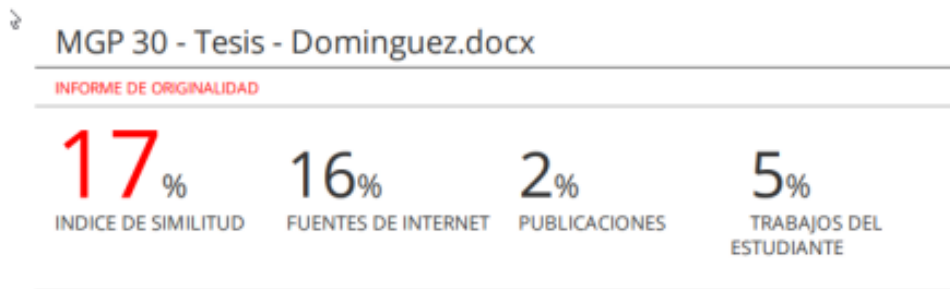 MGP 30 - Tesis - Dominguez.docx
INFORME DE ORIGINALIDAD
17% 16% 2% 5%
INDICE DE SIMILITUD FUENTES DE INTERNET PUBLICACIONES TRABAJOS DEL
ESTUDIANTE